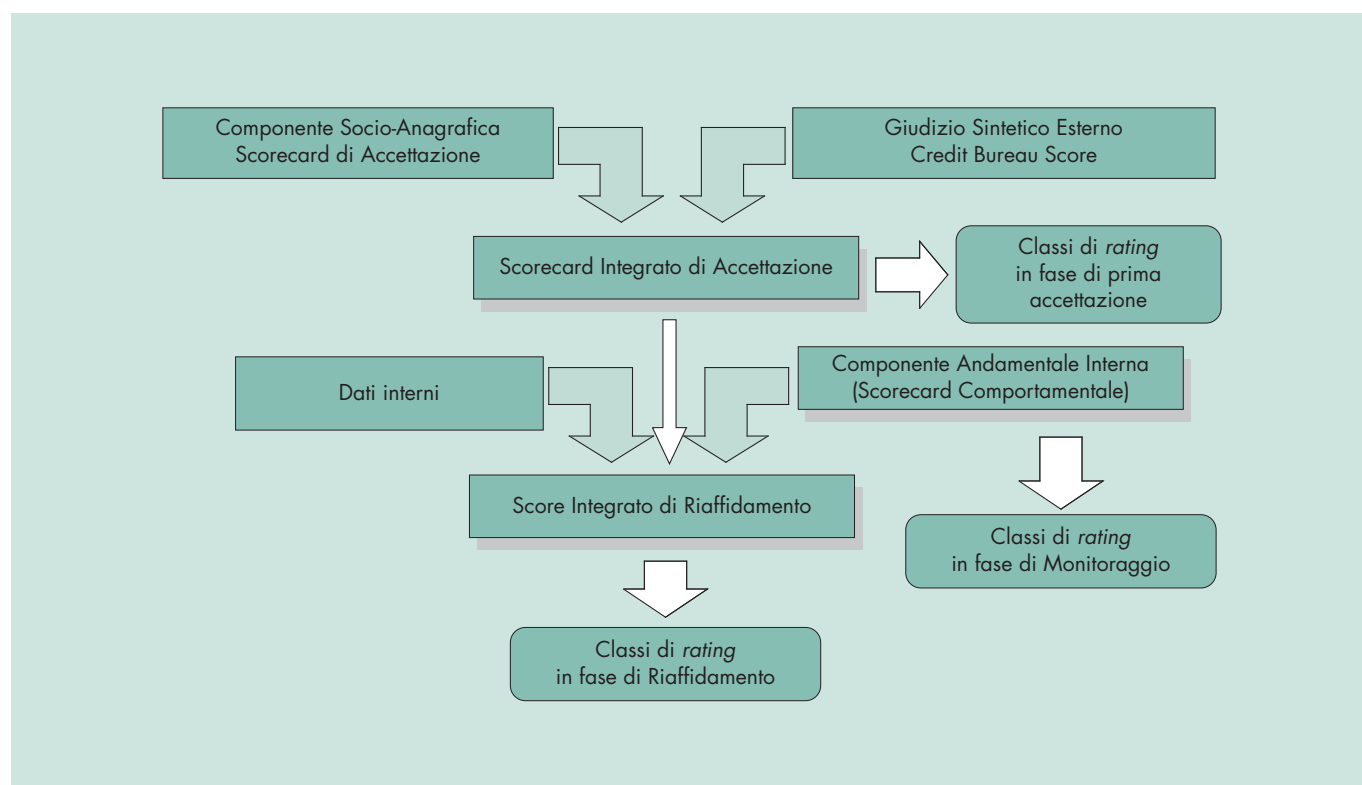 Componente Socio-Anagrafica
Scorecard di Accettazione
Giudizio Sintetico Esterno
Credit Bureau Score
Scorecard Integrato di Accettazione
Classi di rating
in fase di prima
accettazione
Dati interni
Componente Andamentale Interna
(Scorecard Comportamentale)
Score Integrato di Riaffidamento
Classi di rating
in fase di Monitoraggio
Classi di rating
in fase di Riaffidamento